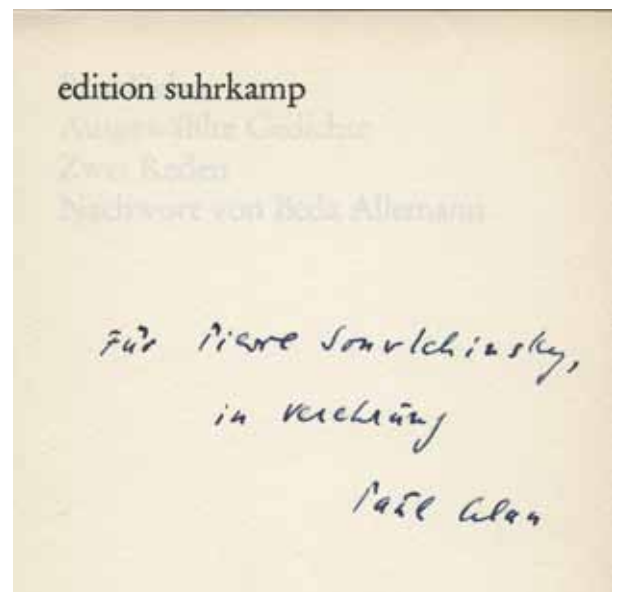 edition suhrkamp
Ausgewählte Gedichte
Zwei Reden
Nachwort von Beda Allemann
Für Pierre Souvtchinsky,
in Verehrung
Paul Celan